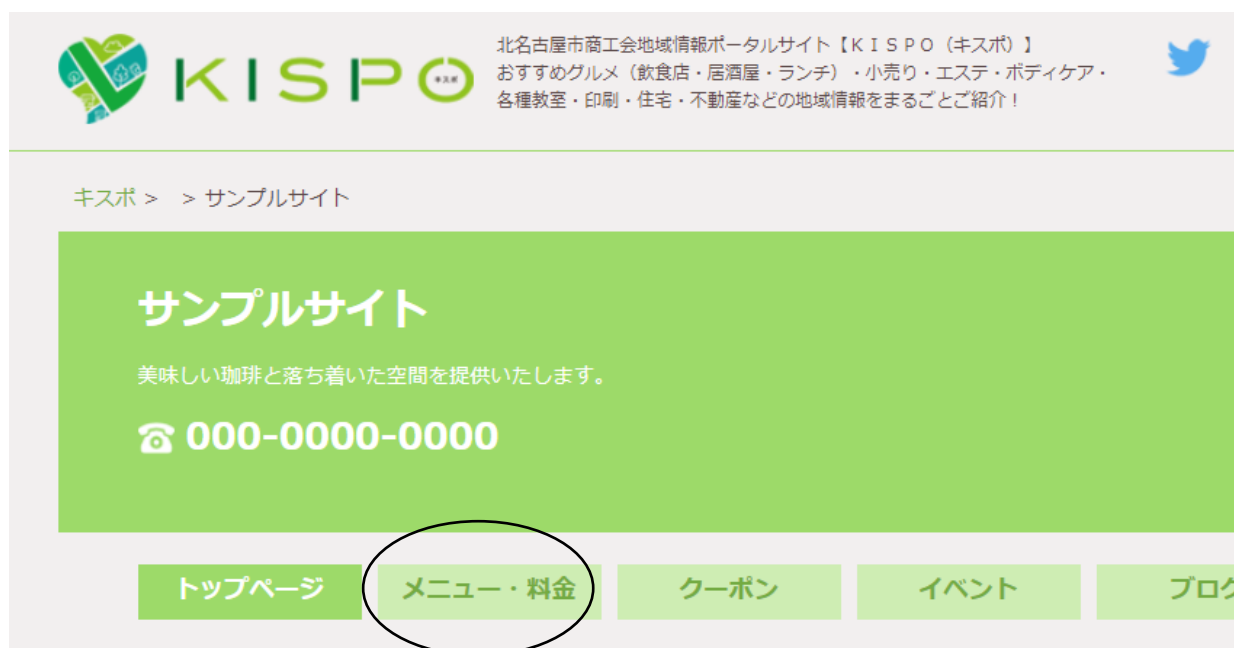 KISPO
キスポ
北名古屋市商工会地域情報ポータルサイト【ＫＩＳＰＯ（キスポ）】
おすすめグルメ（飲食店・居酒屋・ランチ）・小売り・エステ・ボディケア・
各種教室・印刷・住宅・不動産などの地域情報をまるごとご紹介！
キスポ >   > サンプルサイト
サンプルサイト
美味しい珈琲と落ち着いた空間を提供いたします。
000-0000-0000
トップページ
メニュー・料金
クーポン
イベント
ブログ